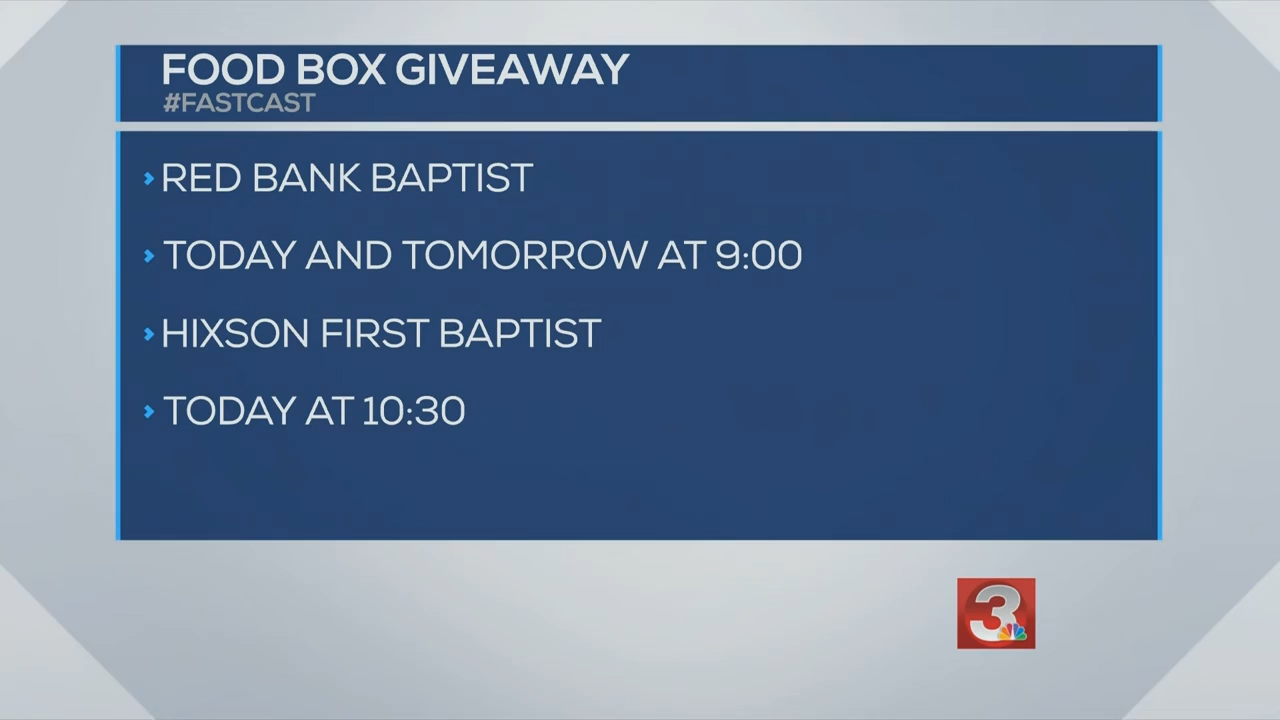 FOOD BOX GIVEAWAY
#FASTCAST
RED BANK BAPTIST
TODAY AND TOMORROW AT 9:00
HIXSON FIRST BAPTIST
TODAY AT 10:30
3